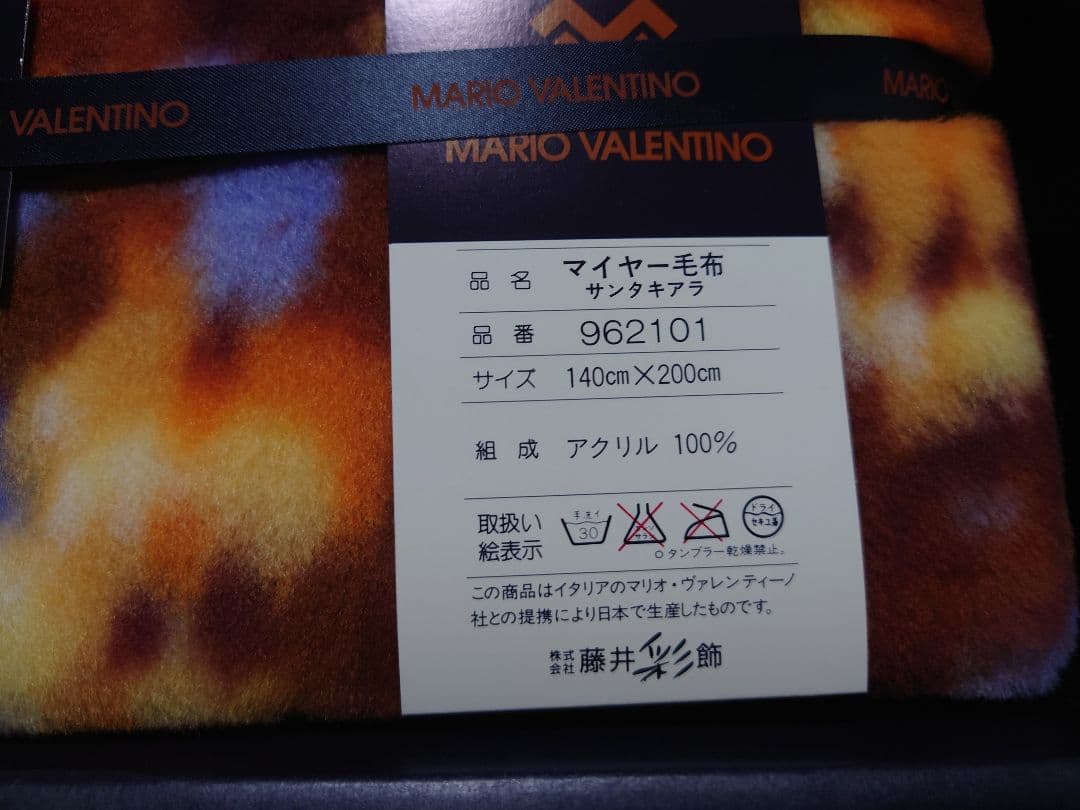 VALENTINO MARIO VALENTINO MARIO
MARIO VALENTINO
品名 マイヤー毛布
サンタキアラ
品番 962101
サイズ 140cm×200cm
組成 アクリル 100%
取扱い
絵表示
手洗イ
30
ドライ
セキユ系
○タンブラー乾燥禁止。
この商品はイタリアのマリオ・ヴァレンティーノ
社との提携により日本で生産したものです。
株式
会社 藤井彩飾